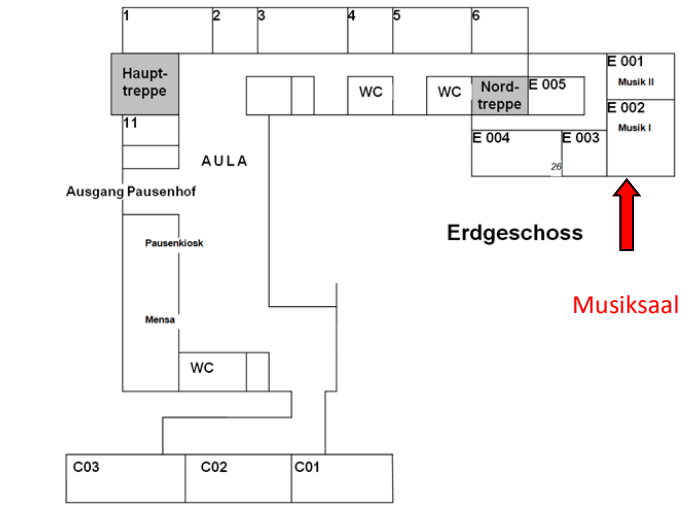 1 2 3 4 5 6
E 001
Musik II
Haupt-
treppe
WC WC
Nord-
treppe
E 005
E 002
Musik I
11
E 004
E 003
26
AULA
Ausgang Pausenhof
Erdgeschoss
Pausenkiosk
Musiksaal
Mensa
WC
C03 C02 C01